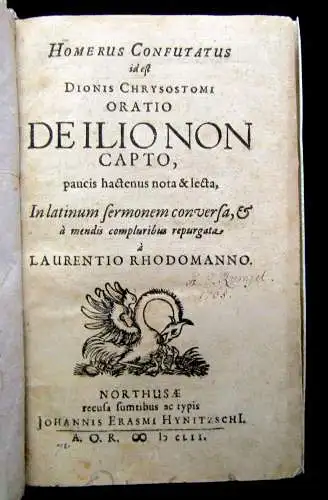 HOMERUS CONFUTATUS
id est
DIONIS CHRYSOSTOMI
ORATIO
DE ILIO NON
CAPTO,
paucis hactenus nota & lecta,
In latinum sermonem conversa, &
à mendis compluribus repurgata
à
LAURENTIO RHODOMANNO.
NORTHUSÆ
recusa sumtibus ac typis
JOHANNIS ERASMI HYNITZSCHI.
A. O. R. ↀ IↃ CLII.